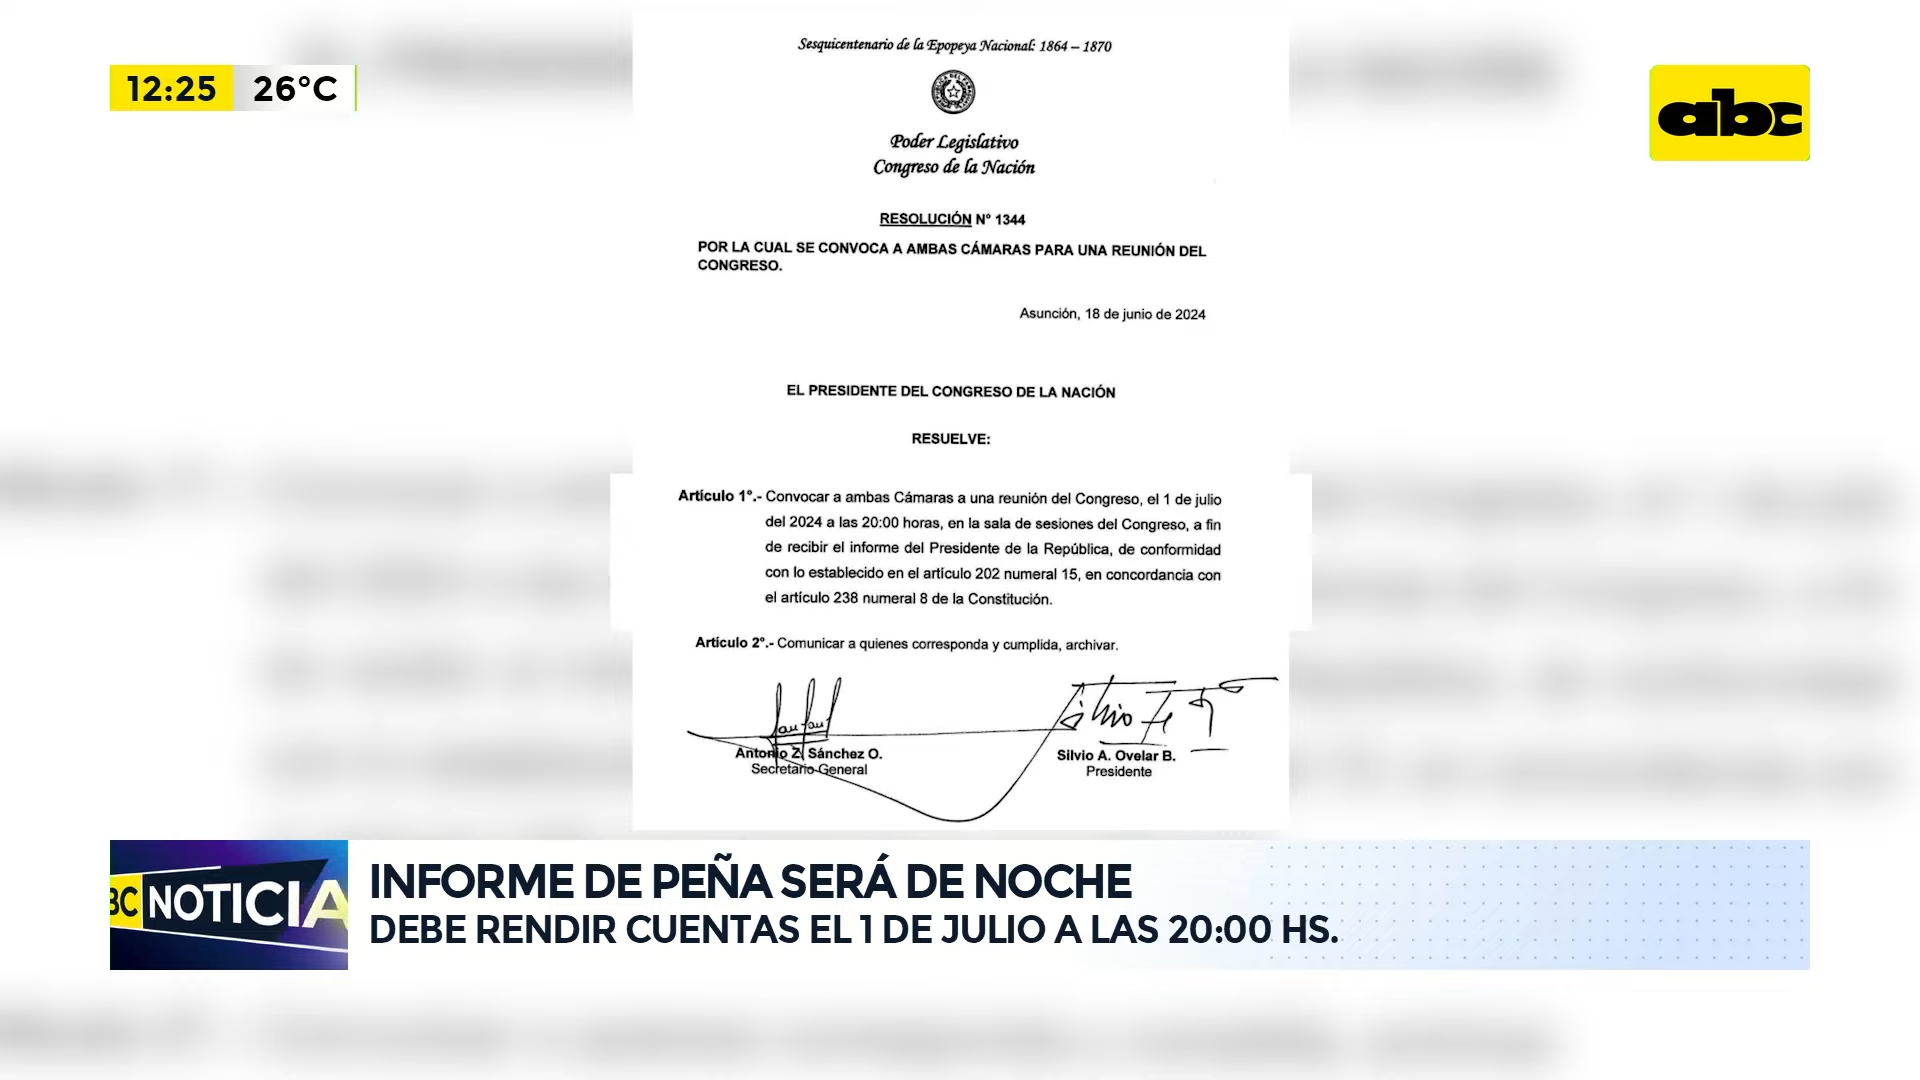 12:25 26°C
abc
Sesquicentenario de la Epopeya Nacional: 1864 – 1870
Poder Legislativo
Congreso de la Nación
RESOLUCIÓN N° 1344
POR LA CUAL SE CONVOCA A AMBAS CÁMARAS PARA UNA REUNIÓN DEL
CONGRESO.
Asunción, 18 de junio de 2024
EL PRESIDENTE DEL CONGRESO DE LA NACIÓN
RESUELVE:
Artículo 1°.- Convocar a ambas Cámaras a una reunión del Congreso, el 1 de julio
del 2024 a las 20:00 horas, en la sala de sesiones del Congreso, a fin
de recibir el informe del Presidente de la República, de conformidad
con lo establecido en el artículo 202 numeral 15, en concordancia con
el artículo 238 numeral 8 de la Constitución.
Artículo 2°.- Comunicar a quienes corresponda y cumplida, archivar.
Antonio Z. Sánchez O.
Secretario General
Silvio A. Ovelar B.
Presidente
BC NOTICIA
INFORME DE PEÑA SERÁ DE NOCHE
DEBE RENDIR CUENTAS EL 1 DE JULIO A LAS 20:00 HS.